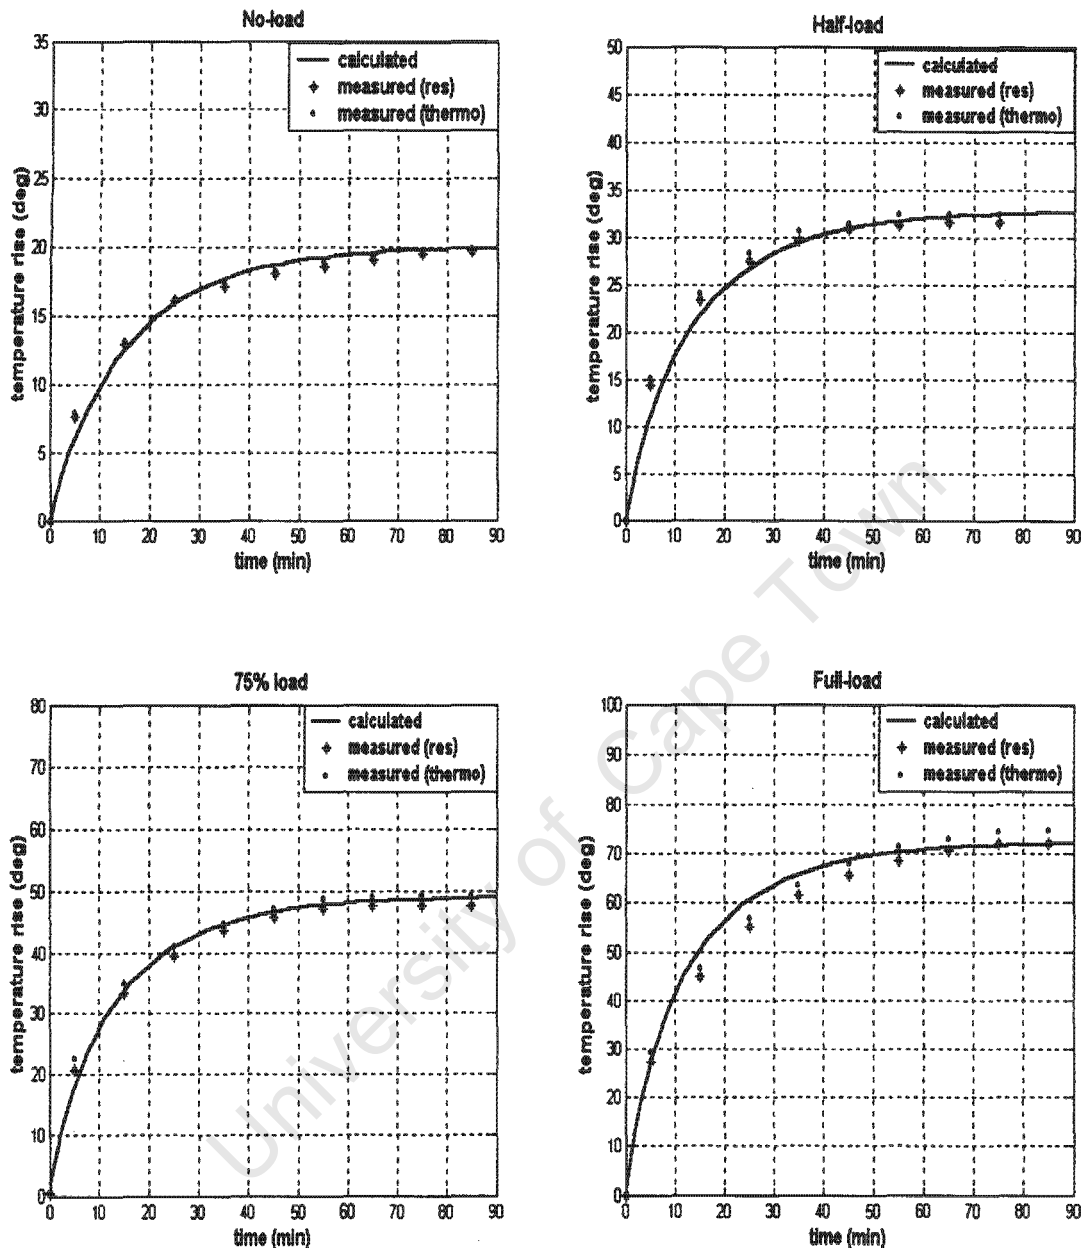 No-load
35
30
25
20
15
10
5
0
temperature rise (deg)
calculated
measured (res)
measured (thermo)
0 10 20 30 40 50 60 70 80 90
time (min)
Half-load
50
45
40
35
30
25
20
15
10
5
0
temperature rise (deg)
calculated
measured (res)
measured (thermo)
0 10 20 30 40 50 60 70 80 90
time (min)
75% load
80
70
60
50
40
30
20
10
0
temperature rise (deg)
calculated
measured (res)
measured (thermo)
0 10 20 30 40 50 60 70 80 90
time (min)
Full-load
100
90
80
70
60
50
40
30
20
10
0
temperature rise (deg)
calculated
measured (res)
measured (thermo)
0 10 20 30 40 50 60 70 80 90
time (min)
University of Cape Town